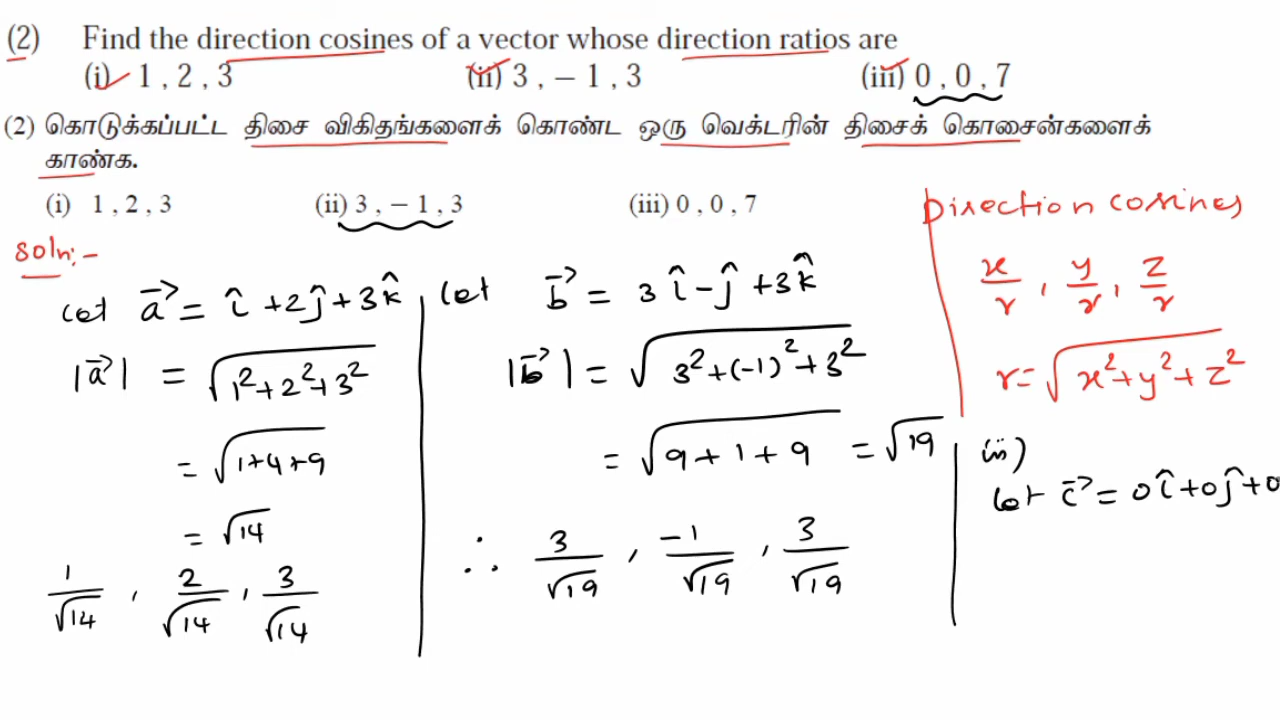 (2) Find the direction cosines of a vector whose direction ratios are
(i) 1 , 2 , 3 (ii) 3 , − 1 , 3 (iii) 0 , 0 , 7
(2) கொடுக்கப்பட்ட திசை விகிதங்களைக் கொண்ட ஒரு வெக்டரின் திசைக் கொசைன்களைக்
காண்க.
(i) 1 , 2 , 3 (ii) 3 , − 1 , 3 (iii) 0 , 0 , 7
Soln:-
Let a⃗ = î + 2ĵ + 3k̂
|a⃗| = √(1² + 2² + 3²)
= √(1+4+9)
= √14
1/√14 , 2/√14 , 3/√14
Let b⃗ = 3î − ĵ + 3k̂
|b⃗| = √(3² + (−1)² + 3²)
= √(9 + 1 + 9) = √19
∴ 3/√19 , −1/√19 , 3/√19
Direction cosines
x/r , y/r , z/r
r = √(x² + y² + z²)
iii)
Let c⃗ = 0î + 0ĵ + 0